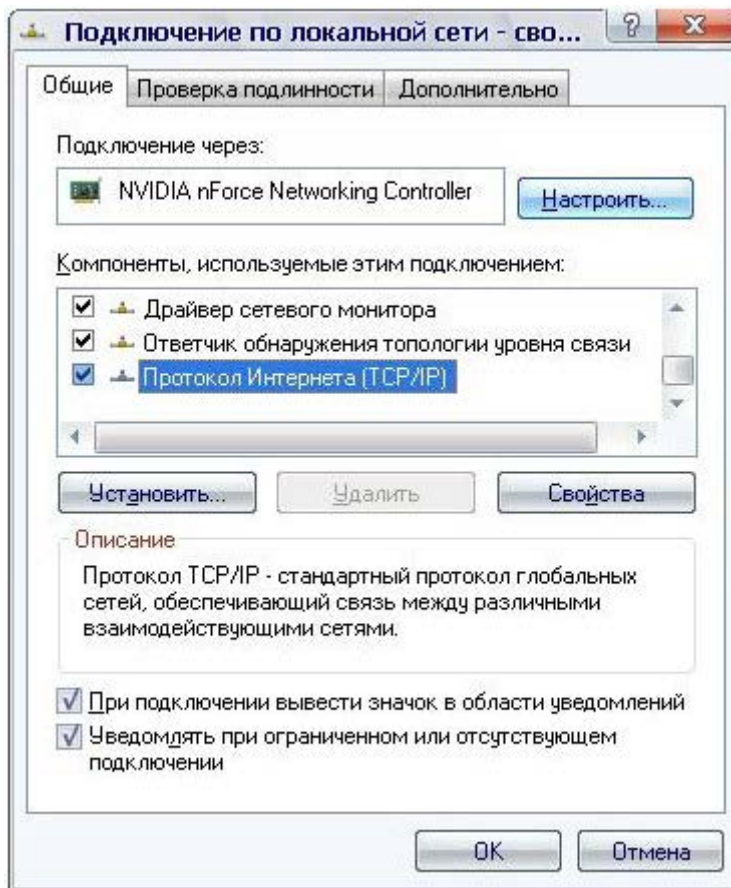 Подключение по локальной сети - сво...
Общие
Проверка подлинности
Дополнительно
Подключение через:
NVIDIA nForce Networking Controller
Настроить...
Компоненты, используемые этим подключением:
Драйвер сетевого монитора
Ответчик обнаружения топологии уровня связи
Протокол Интернета (TCP/IP)
Установить...
Удалить
Свойства
Описание
Протокол TCP/IP - стандартный протокол глобальных
сетей, обеспечивающий связь между различными
взаимодействующими сетями.
При подключении вывести значок в области уведомлений
Уведомлять при ограниченном или отсутствующем
подключении
OK
Отмена